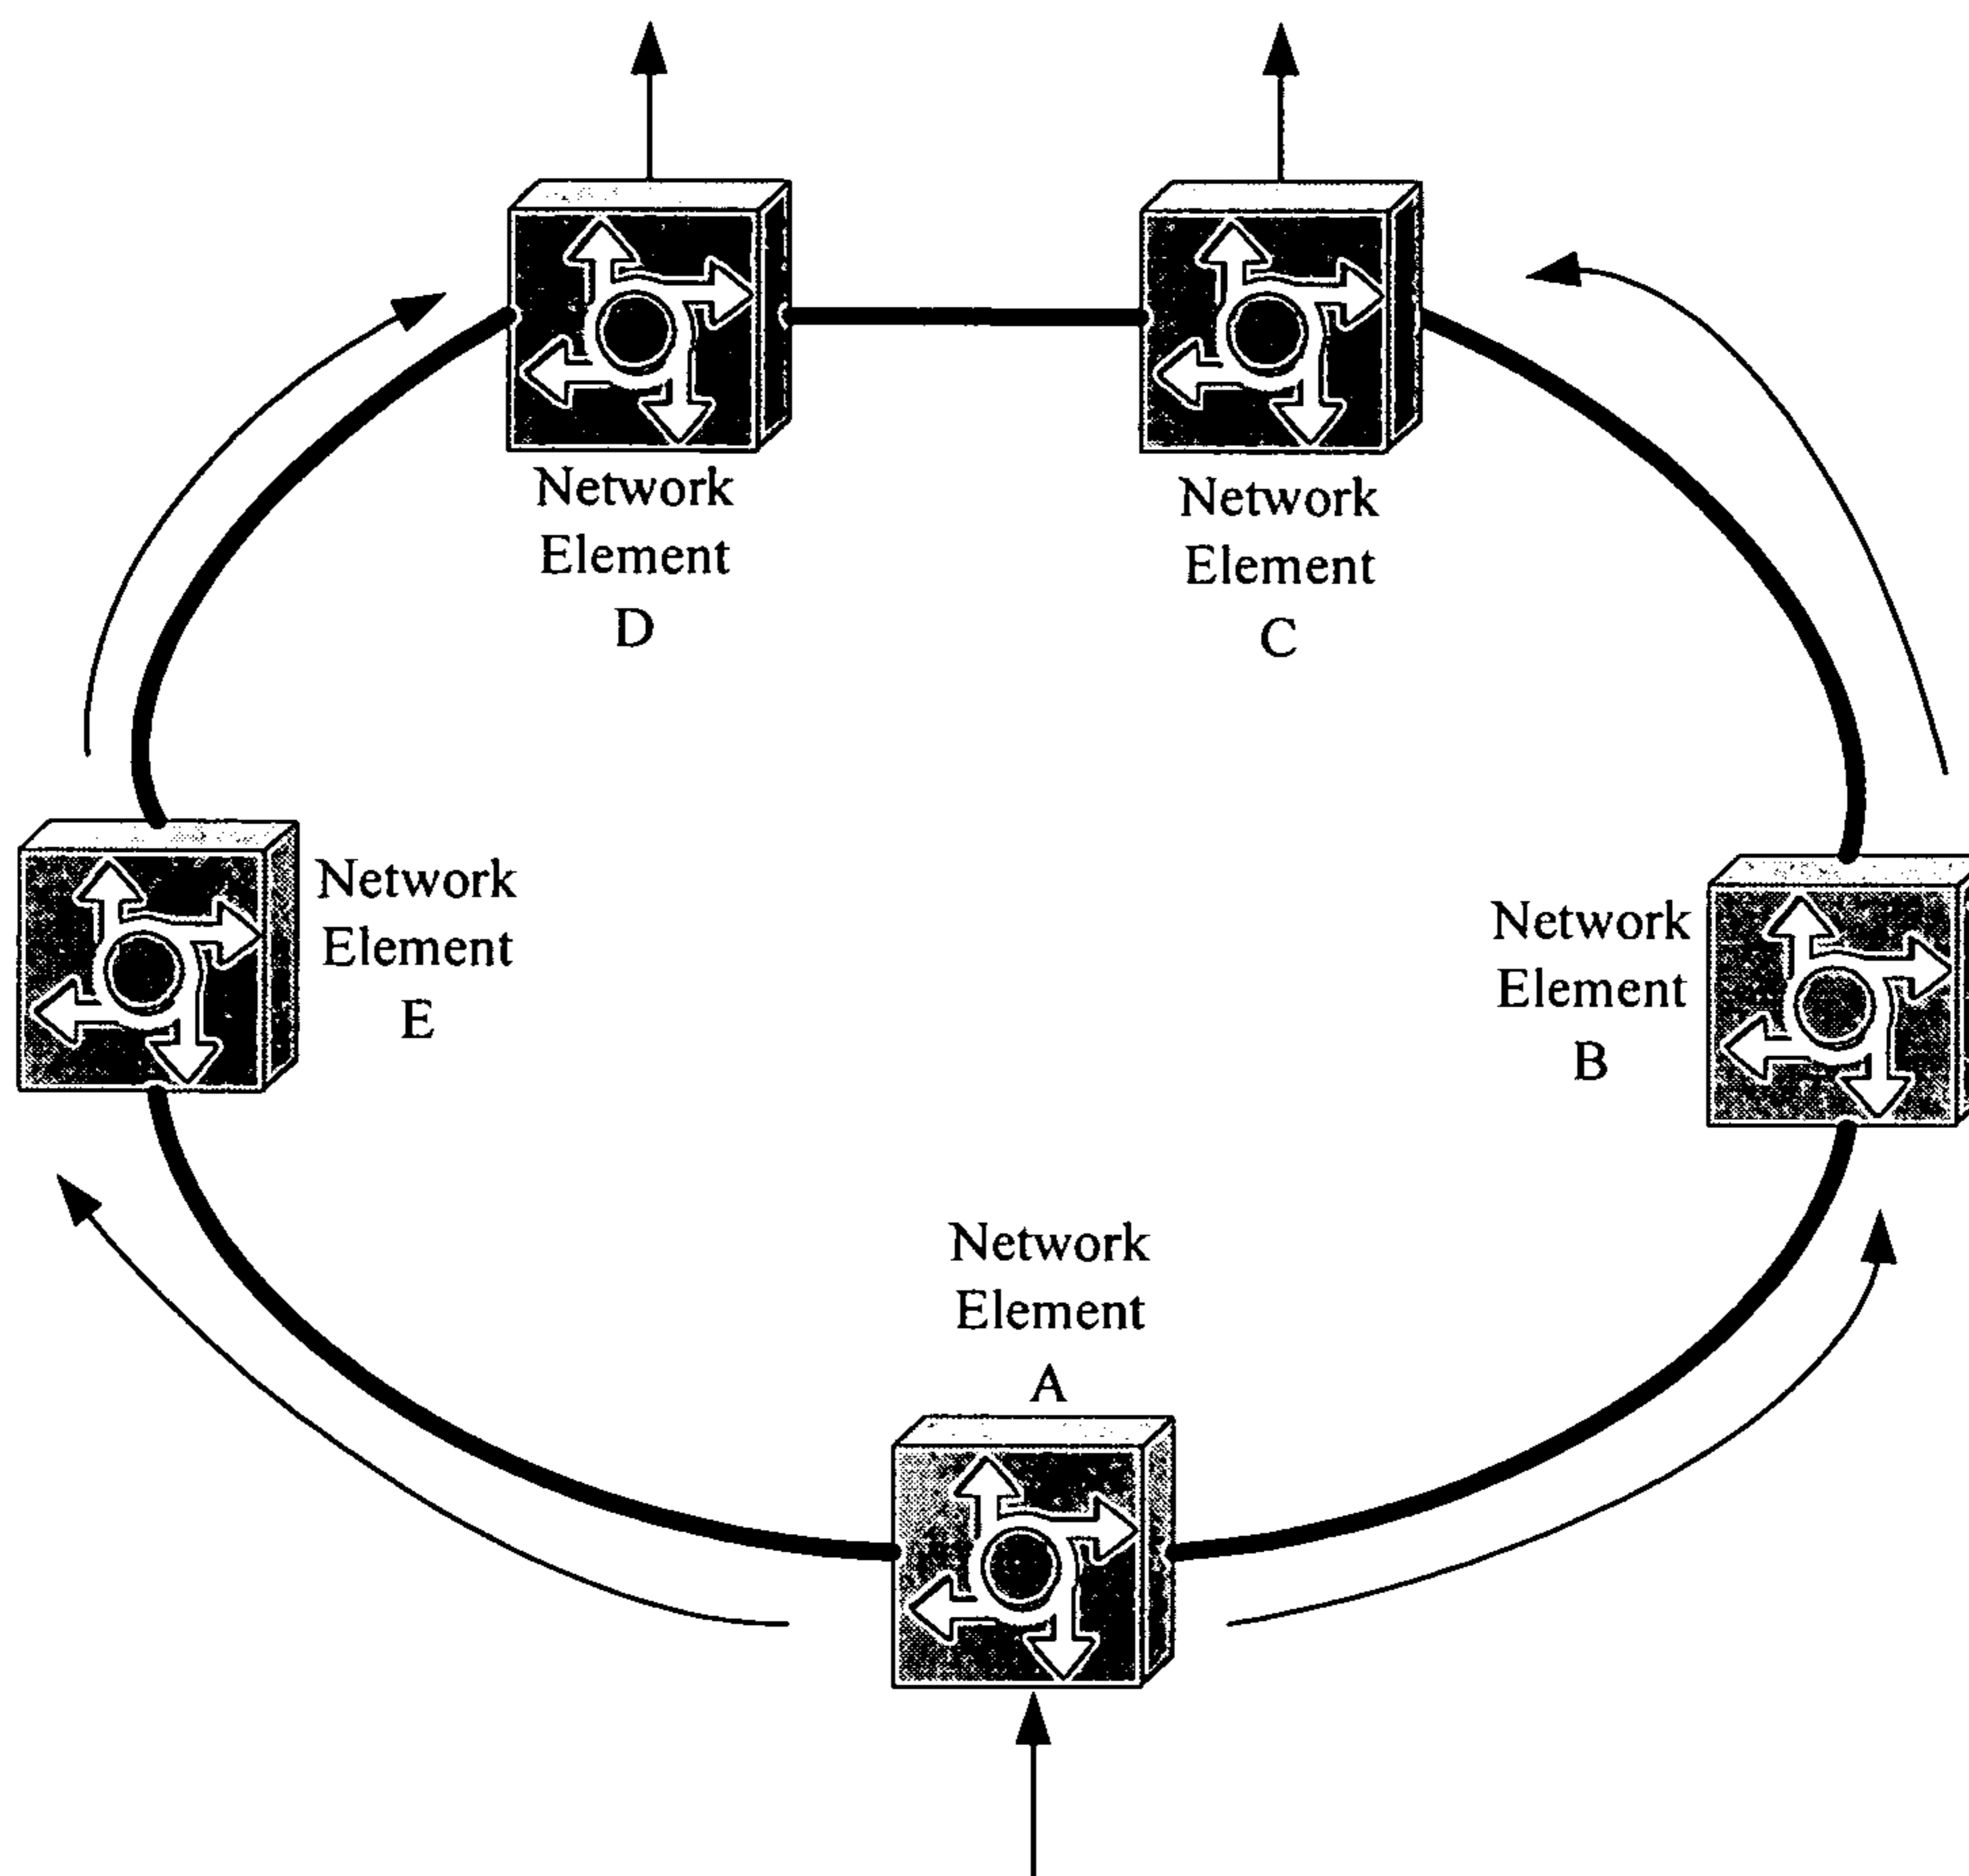 Network
Element
D
Network
Element
C
Network
Element
E
Network
Element
B
Network
Element
A